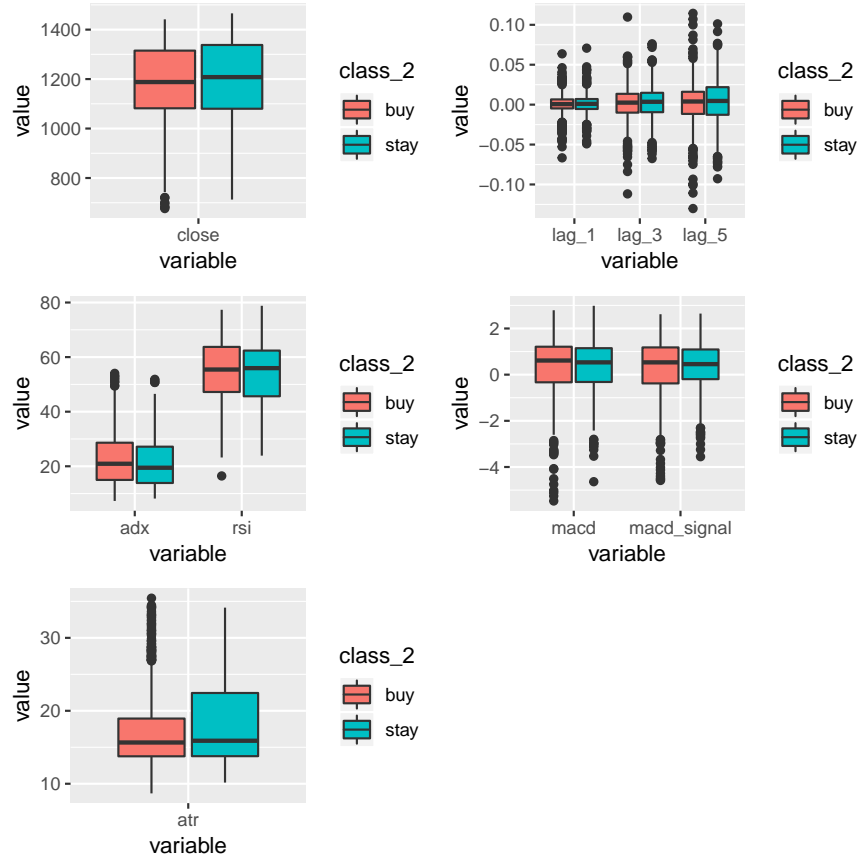 1400
1200
1000
800
value
close
variable
class_2
buy
stay
0.10
0.05
0.00
−0.05
−0.10
value
lag_1 lag_3 lag_5
variable
class_2
buy
stay
80
60
40
20
value
adx rsi
variable
class_2
buy
stay
2
0
−2
−4
value
macd macd_signal
variable
class_2
buy
stay
30
20
10
value
atr
variable
class_2
buy
stay